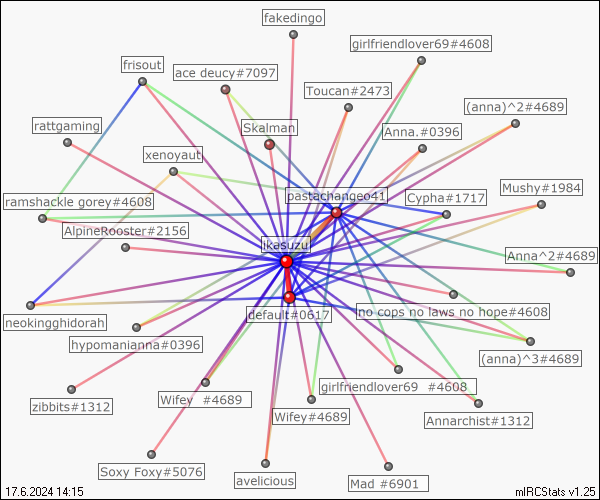 fakedingo
girlfriendlover69#4608
frisout
ace deucy#7097
Toucan#2473
(anna)^2#4689
rattgaming
Skalman
Anna.#0396
xenoyaut
pastachangeo41
Mushy#1984
ramshackle gorey#4608
Cypha#1717
AlpineRooster#2156
ikasuzu
Anna^2#4689
neokingghidorah
default#0617
no cops no laws no hope#4608
hypomanianna#0396
(anna)^3#4689
girlfriendlover69 #4608
zibbits#1312
Wifey #4689
Wifey#4689
Annarchist#1312
Soxy Foxy#5076
avelicious
Mad #6901
17.6.2024 14:15
mIRCStats v1.25